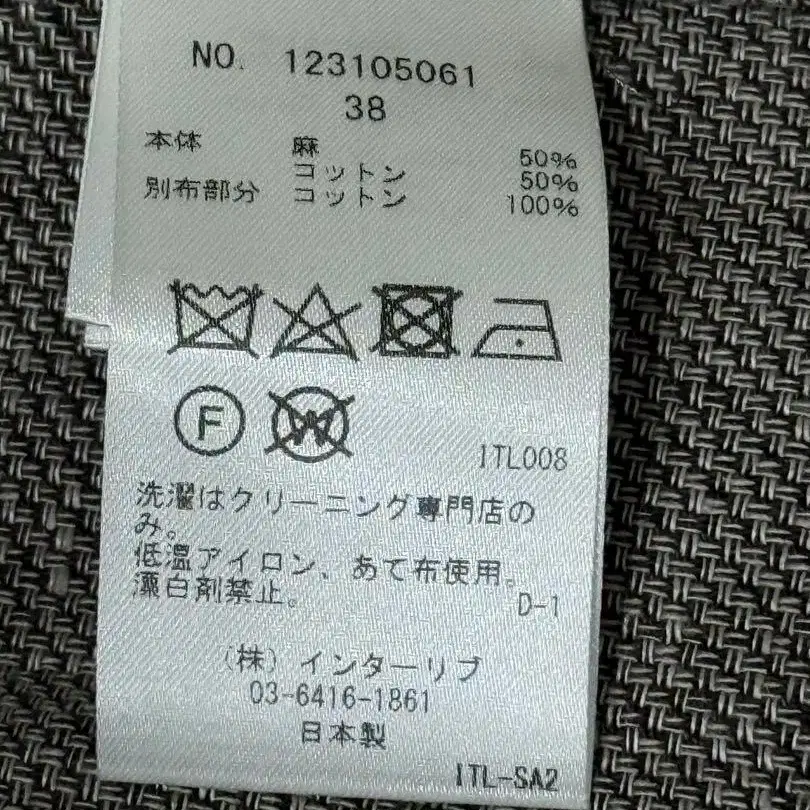 NO. 123105061
38
本体 麻 50%
コットン 50%
別布部分 コットン 100%
F W
ITL008
洗濯はクリーニング専門店の
み。
低温アイロン、あて布使用。
漂白剤禁止。
D-1
(株)インターリブ
03-6416-1861
日本製
ITL-SA2